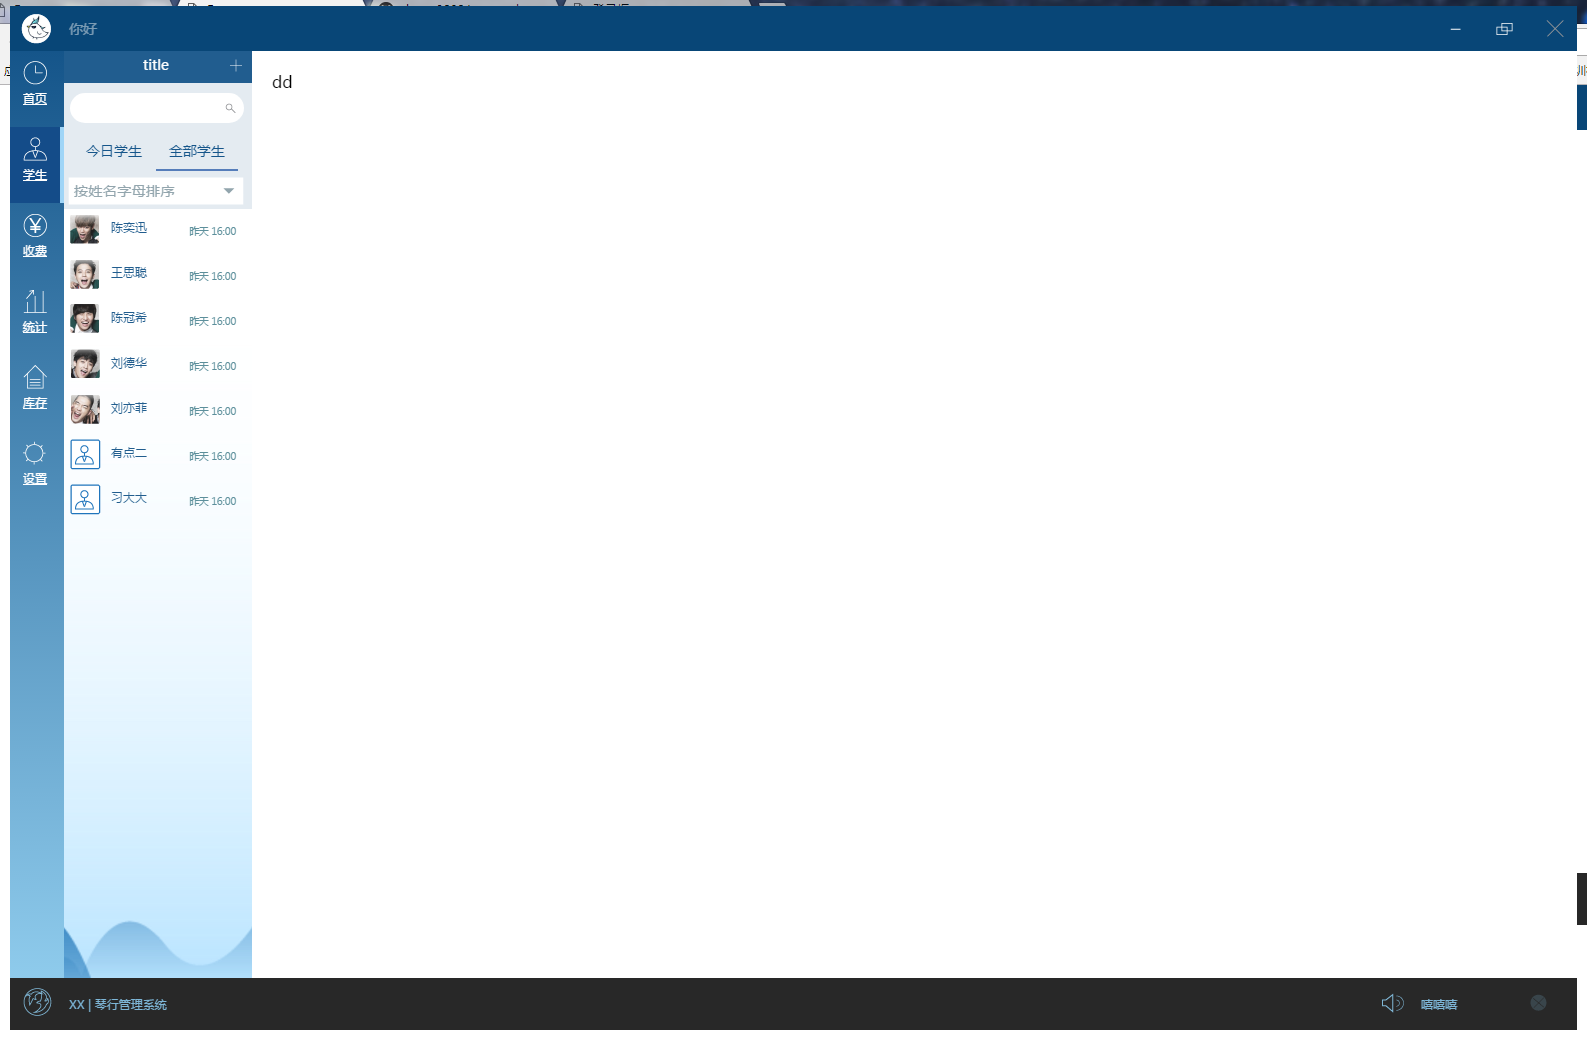 你好
首页
学生
收费
统计
库存
设置
title
今日学生 全部学生
按姓名字母排序
陈奕迅 昨天 16:00
王思聪 昨天 16:00
陈冠希 昨天 16:00
刘德华 昨天 16:00
刘亦菲 昨天 16:00
有点二 昨天 16:00
习大大 昨天 16:00
dd
XX | 琴行管理系统
嘻嘻嘻